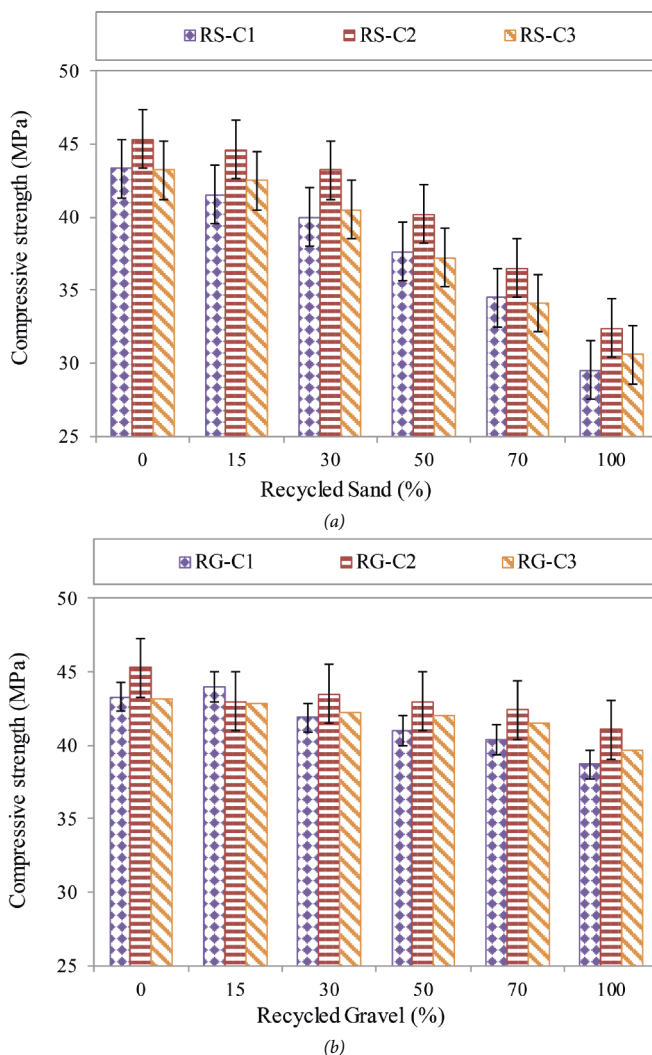 RS-C1 RS-C2 RS-C3
50
45
40
35
30
25
Compressive strength (MPa)
0 15 30 50 70 100
Recycled Sand (%)
(a)
RG-C1 RG-C2 RG-C3
50
45
40
35
30
25
Compressive strength (MPa)
0 15 30 50 70 100
Recycled Gravel (%)
(b)